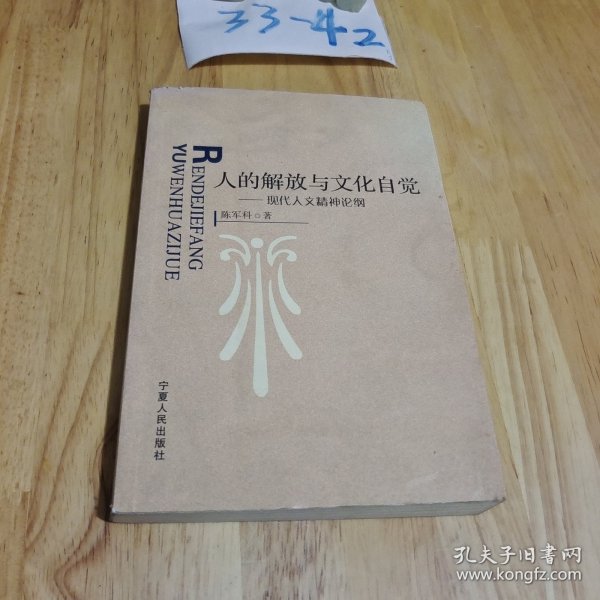 33-42
RENDEJIEFANG
YUWENHUAZIJUE
人的解放与文化自觉
——现代人文精神论纲
陈军科 著
宁夏人民出版社
孔夫子旧书网
www.kongfz.com